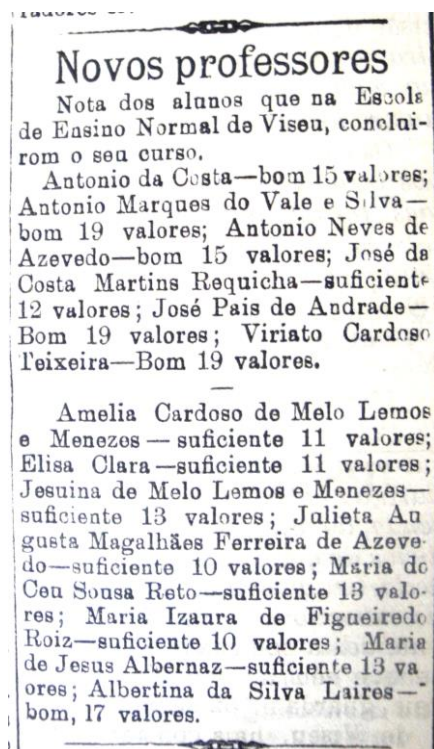 Novos professores
Nota dos alunos que na Escola
de Ensino Normal de Viseu, conclui-
rom o seu curso.
Antonio da Costa—bom 15 valores;
Antonio Marques do Vale e Silva—
bom 19 valores; Antonio Neves de
Azevedo—bom 15 valores; José da
Costa Martins Requicha—suficiente
12 valores; José Pais de Andrade—
Bom 19 valores; Viriato Cardoso
Teixeira—Bom 19 valores.
Amelia Cardoso de Melo Lemos
e Menezes—suficiente 11 valores;
Elisa Clara—suficiente 11 valores;
Jesuina de Melo Lemos e Menezes—
suficiente 13 valores; Julieta Au
gusta Magalhães Ferreira de Azeve-
do—suficiente 10 valores; Maria do
Ceu Sousa Reto—suficiente 13 valo-
res; Maria Izaura de Figueiredo
Roiz—suficiente 10 valores; Maria
de Jesus Albernaz—suficiente 13 va
ores; Albertina da Silva Laires—
bom, 17 valores.